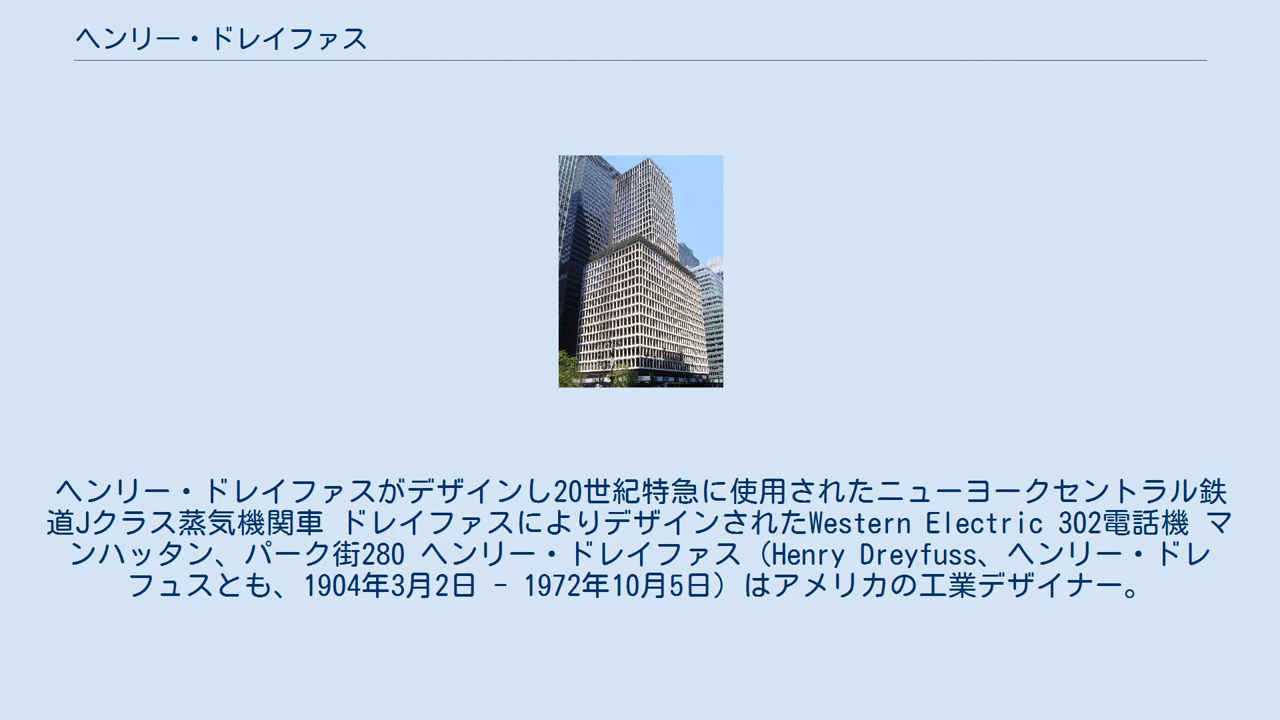 ヘンリー・ドレイファス
ヘンリー・ドレイファスがデザインし20世紀特急に使用されたニューヨークセントラル鉄
道Jクラス蒸気機関車 ドレイファスによりデザインされたWestern Electric 302電話機 マ
ンハッタン、パーク街280 ヘンリー・ドレイファス（Henry Dreyfuss、ヘンリー・ドレ
フュスとも、1904年3月2日 - 1972年10月5日）はアメリカの工業デザイナー。